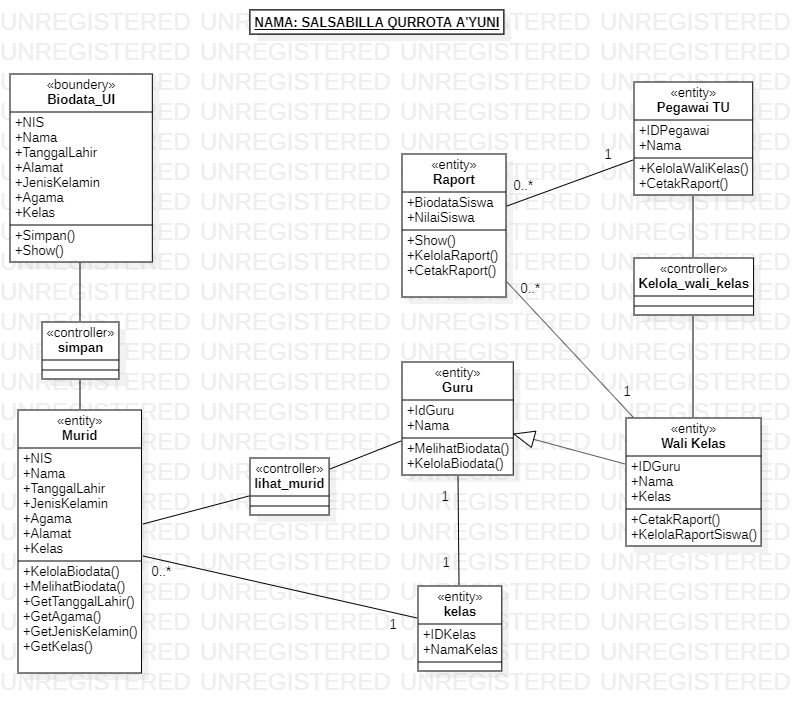 NAMA: SALSABILLA QURROTA A'YUNI
«boundery»
Biodata_UI
+NIS
+Nama
+TanggalLahir
+Alamat
+JenisKelamin
+Agama
+Kelas
+Simpan()
+Show()
«controller»
simpan
«entity»
Murid
+NIS
+Nama
+TanggalLahir
+JenisKelamin
+Agama
+Alamat
+Kelas
+KelolaBiodata()
+MelihatBiodata()
+GetTanggalLahir()
+GetAgama()
+GetJenisKelamin()
+GetKelas()
0..*
1
«controller»
lihat_murid
«entity»
Raport
+BiodataSiswa
+NilaiSiswa
+Show()
+KelolaRaport()
+CetakRaport()
0..*
1
0..*
1
«entity»
Guru
+IdGuru
+Nama
+MelihatBiodata()
+KelolaBiodata()
1
1
«entity»
kelas
+IDKelas
+NamaKelas
«entity»
Pegawai TU
+IDPegawai
+Nama
+KelolaWaliKelas()
+CetakRaport()
«controller»
Kelola_wali_kelas
«entity»
Wali Kelas
+IDGuru
+Nama
+Kelas
+CetakRaport()
+KelolaRaportSiswa()
UNREGISTERED